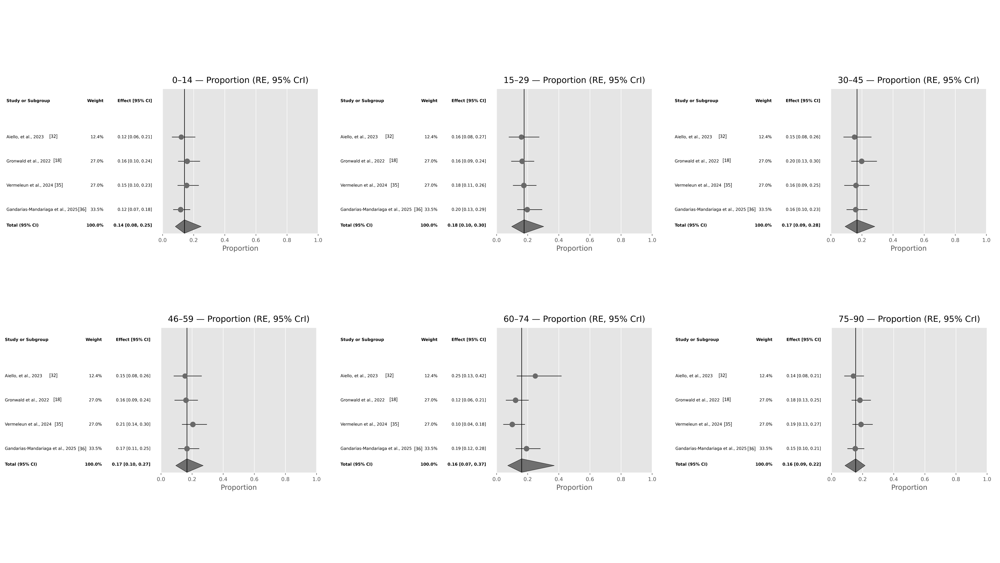 0–14 — Proportion (RE, 95% CrI)
Study or Subgroup Weight Effect [95% CI]
Aiello, et al., 2023 [32] 12.4% 0.12 [0.06, 0.21]
Gronwald et al., 2022 [18] 27.0% 0.16 [0.10, 0.24]
Vermeleun et al., 2024 [35] 27.0% 0.15 [0.10, 0.23]
Gandarias-Mandariaga et al., 2025 [36] 33.5% 0.12 [0.07, 0.18]
Total (95% CI) 100.0% 0.14 [0.08, 0.25]
0.0 0.2 0.4 0.6 0.8 1.0
Proportion
15–29 — Proportion (RE, 95% CrI)
Study or Subgroup Weight Effect [95% CI]
Aiello, et al., 2023 [32] 12.4% 0.16 [0.08, 0.27]
Gronwald et al., 2022 [18] 27.0% 0.16 [0.09, 0.24]
Vermeleun et al., 2024 [35] 27.0% 0.18 [0.11, 0.26]
Gandarias-Mandariaga et al., 2025 [36] 33.5% 0.20 [0.13, 0.29]
Total (95% CI) 100.0% 0.18 [0.10, 0.30]
0.0 0.2 0.4 0.6 0.8 1.0
Proportion
30–45 — Proportion (RE, 95% CrI)
Study or Subgroup Weight Effect [95% CI]
Aiello, et al., 2023 [32] 12.4% 0.15 [0.08, 0.26]
Gronwald et al., 2022 [18] 27.0% 0.20 [0.13, 0.30]
Vermeleun et al., 2024 [35] 27.0% 0.16 [0.09, 0.25]
Gandarias-Mandariaga et al., 2025 [36] 33.5% 0.16 [0.10, 0.23]
Total (95% CI) 100.0% 0.17 [0.09, 0.28]
0.0 0.2 0.4 0.6 0.8 1.0
Proportion
46–59 — Proportion (RE, 95% CrI)
Study or Subgroup Weight Effect [95% CI]
Aiello, et al., 2023 [32] 12.4% 0.15 [0.08, 0.26]
Gronwald et al., 2022 [18] 27.0% 0.16 [0.09, 0.24]
Vermeleun et al., 2024 [35] 27.0% 0.21 [0.14, 0.30]
Gandarias-Mandariaga et al., 2025 [36] 33.5% 0.17 [0.11, 0.25]
Total (95% CI) 100.0% 0.17 [0.10, 0.27]
0.0 0.2 0.4 0.6 0.8 1.0
Proportion
60–74 — Proportion (RE, 95% CrI)
Study or Subgroup Weight Effect [95% CI]
Aiello, et al., 2023 [32] 12.4% 0.25 [0.13, 0.42]
Gronwald et al., 2022 [18] 27.0% 0.12 [0.06, 0.21]
Vermeleun et al., 2024 [35] 27.0% 0.10 [0.04, 0.18]
Gandarias-Mandariaga et al., 2025 [36] 33.5% 0.19 [0.12, 0.28]
Total (95% CI) 100.0% 0.16 [0.07, 0.37]
0.0 0.2 0.4 0.6 0.8 1.0
Proportion
75–90 — Proportion (RE, 95% CrI)
Study or Subgroup Weight Effect [95% CI]
Aiello, et al., 2023 [32] 12.4% 0.14 [0.08, 0.21]
Gronwald et al., 2022 [18] 27.0% 0.18 [0.13, 0.25]
Vermeleun et al., 2024 [35] 27.0% 0.19 [0.13, 0.27]
Gandarias-Mandariaga et al., 2025 [36] 33.5% 0.15 [0.10, 0.21]
Total (95% CI) 100.0% 0.16 [0.09, 0.22]
0.0 0.2 0.4 0.6 0.8 1.0
Proportion